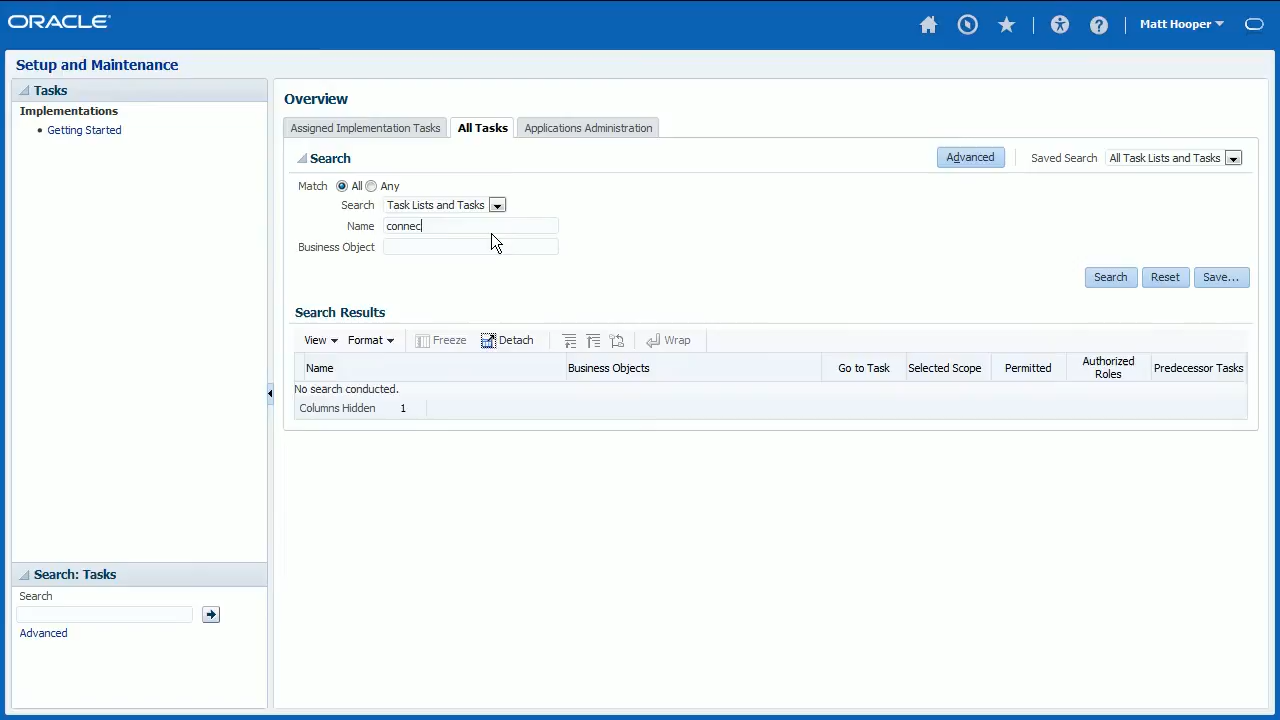 ORACLE
Matt Hooper
Setup and Maintenance
Tasks
Implementations
Getting Started
Overview
Assigned Implementation Tasks All Tasks Applications Administration
Search
Advanced Saved Search All Task Lists and Tasks
Match All Any
Search Task Lists and Tasks
Name connec
Business Object
Search Reset Save...
Search Results
View Format Freeze Detach Wrap
Name Business Objects Go to Task Selected Scope Permitted Authorized Roles Predecessor Tasks
No search conducted.
Columns Hidden 1
Search: Tasks
Search
Advanced